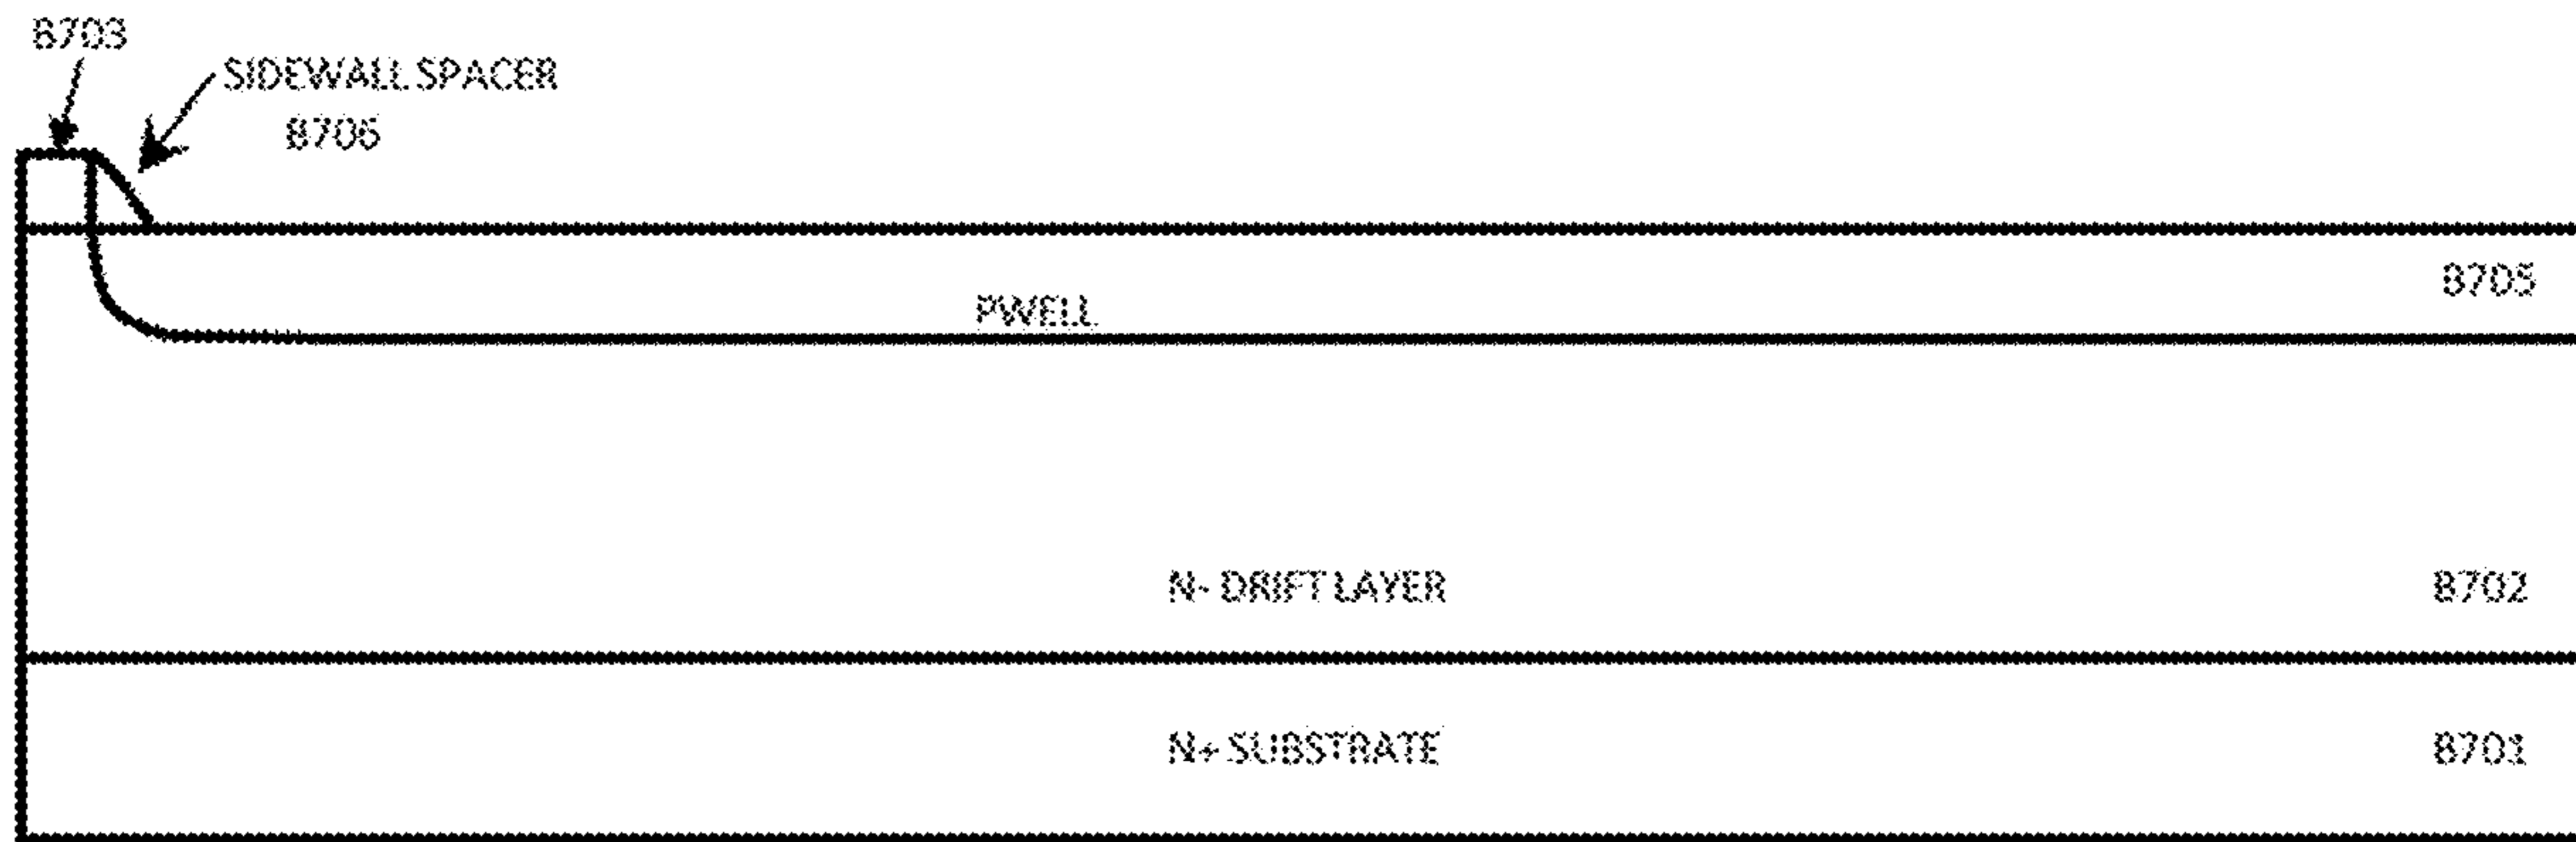 8703
SIDEWALL SPACER
8706
8705
PWELL
N- DRIFT LAYER
8702
N+ SUBSTRATE
8701